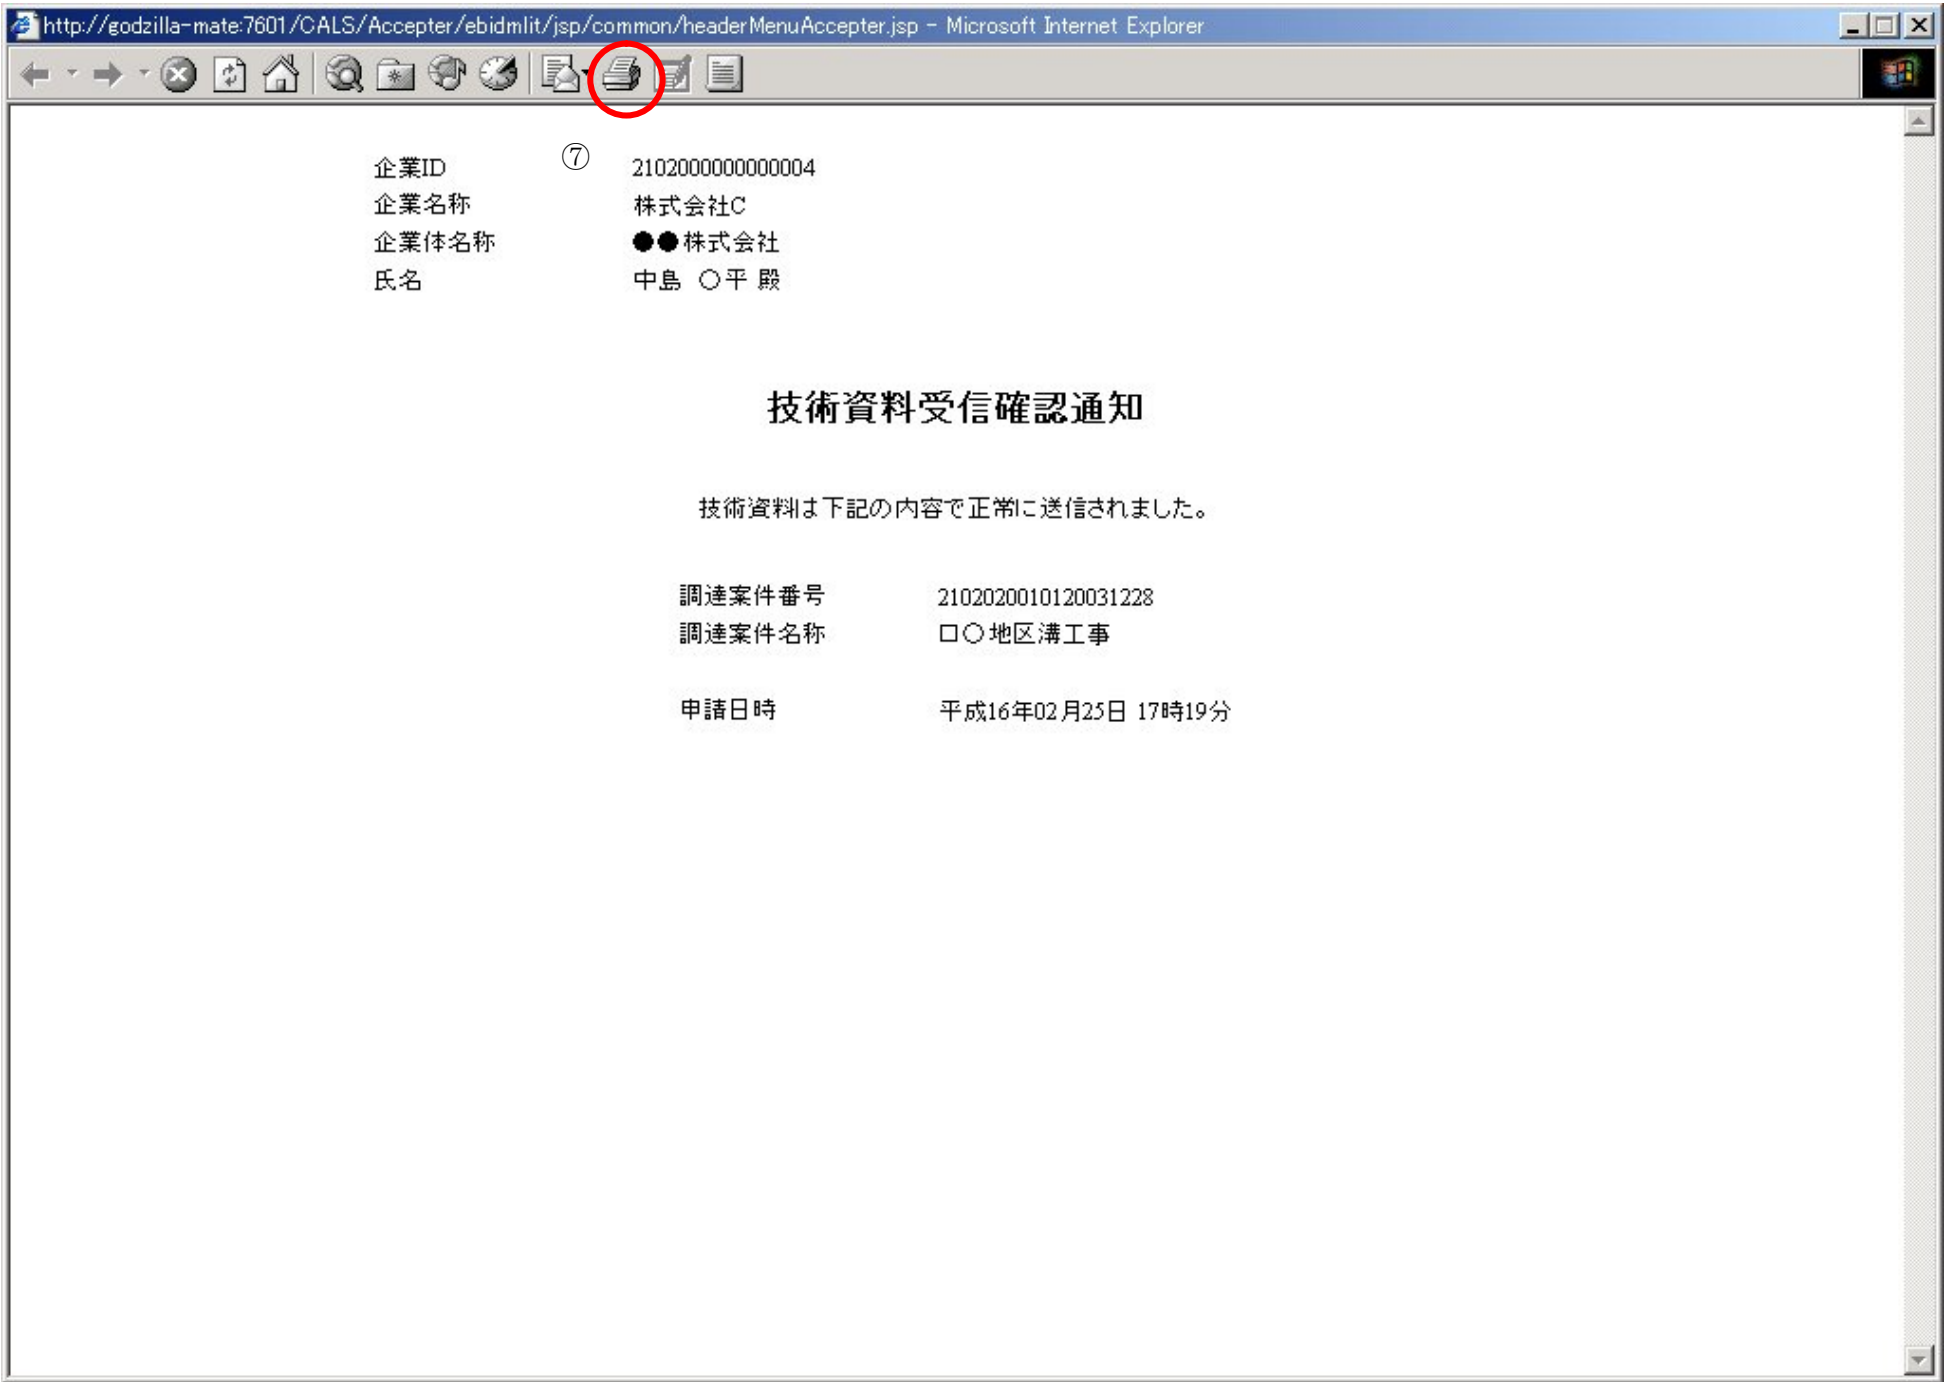 http://godzilla-mate:7601/CALS/Accepter/ebidmlit/jsp/common/headerMenuAccepter.jsp - Microsoft Internet Explorer
⑦
企業ID 2102000000000004
企業名称 株式会社C
企業体名称 ●●株式会社
氏名 中島 〇平 殿
技術資料受信確認通知
技術資料は下記の内容で正常に送信されました。
調達案件番号 2102020010120031228
調達案件名称 口〇地区溝工事
申請日時 平成16年02月25日 17時19分